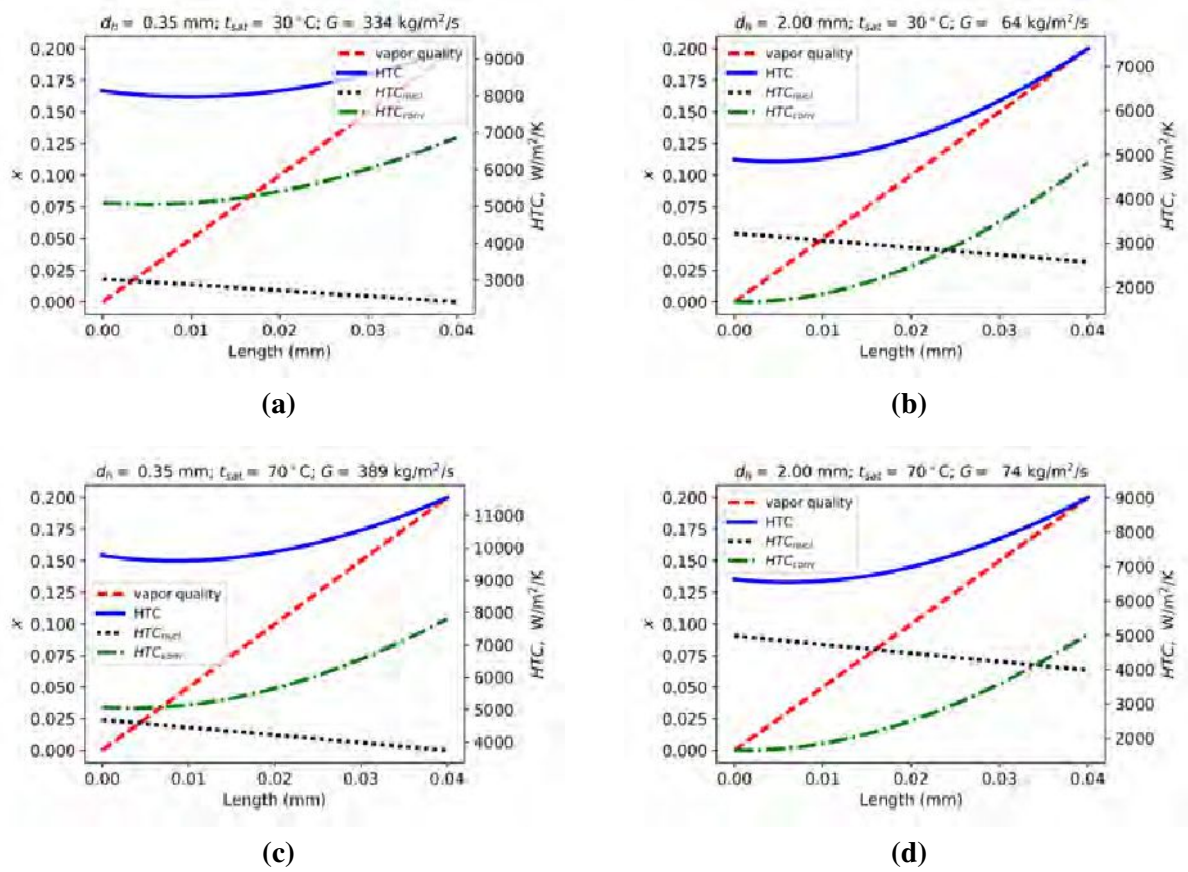 d_h = 0.35 mm; t_sat = 30°C; G = 334 kg/m²/s
vapor quality
HTC
HTC_nucl
HTC_conv
0.200
0.175
0.150
0.125
0.100
0.075
0.050
0.025
0.000
x
9000
8000
7000
6000
5000
4000
3000
HTC, W/m²/K
0.00 0.01 0.02 0.03 0.04
Length (mm)
(a)
d_h = 2.00 mm; t_sat = 30°C; G = 64 kg/m²/s
vapor quality
HTC
HTC_nucl
HTC_conv
0.200
0.175
0.150
0.125
0.100
0.075
0.050
0.025
0.000
x
7000
6000
5000
4000
3000
2000
HTC, W/m²/K
0.00 0.01 0.02 0.03 0.04
Length (mm)
(b)
d_h = 0.35 mm; t_sat = 70°C; G = 389 kg/m²/s
vapor quality
HTC
HTC_nucl
HTC_conv
0.200
0.175
0.150
0.125
0.100
0.075
0.050
0.025
0.000
x
11000
10000
9000
8000
7000
6000
5000
4000
HTC, W/m²/K
0.00 0.01 0.02 0.03 0.04
Length (mm)
(c)
d_h = 2.00 mm; t_sat = 70°C; G = 74 kg/m²/s
vapor quality
HTC
HTC_nucl
HTC_conv
0.200
0.175
0.150
0.125
0.100
0.075
0.050
0.025
0.000
x
9000
8000
7000
6000
5000
4000
3000
2000
HTC, W/m²/K
0.00 0.01 0.02 0.03 0.04
Length (mm)
(d)